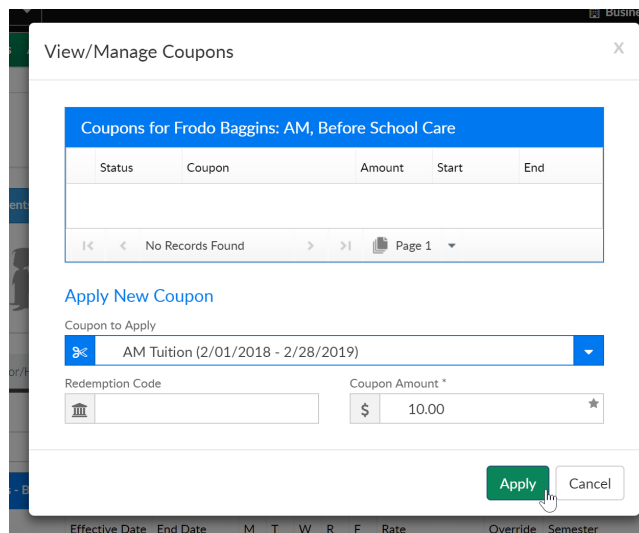 Busine
View/Manage Coupons
X
Coupons for Frodo Baggins: AM, Before School Care
Status Coupon Amount Start End
No Records Found Page 1
Apply New Coupon
Coupon to Apply
AM Tuition (2/01/2018 - 2/28/2019)
Redemption Code Coupon Amount *
$ 10.00
Apply Cancel
Effective Date End Date M T W R F Rate Override Semester